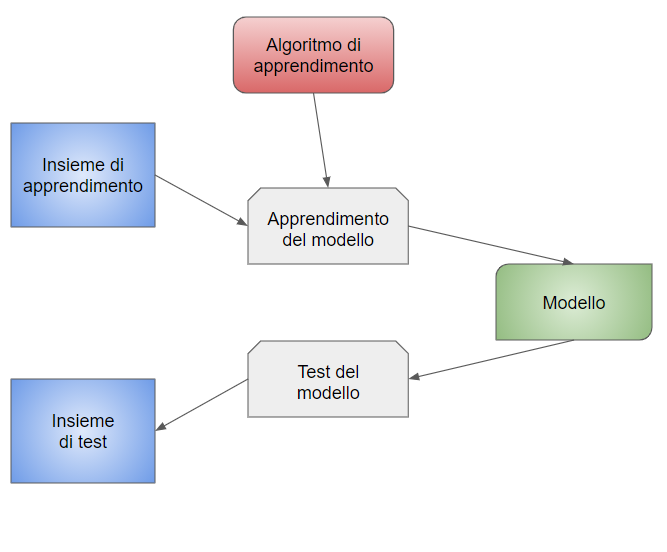 Algoritmo di
apprendimento
Insieme di
apprendimento
Apprendimento
del modello
Modello
Test del
modello
Insieme
di test